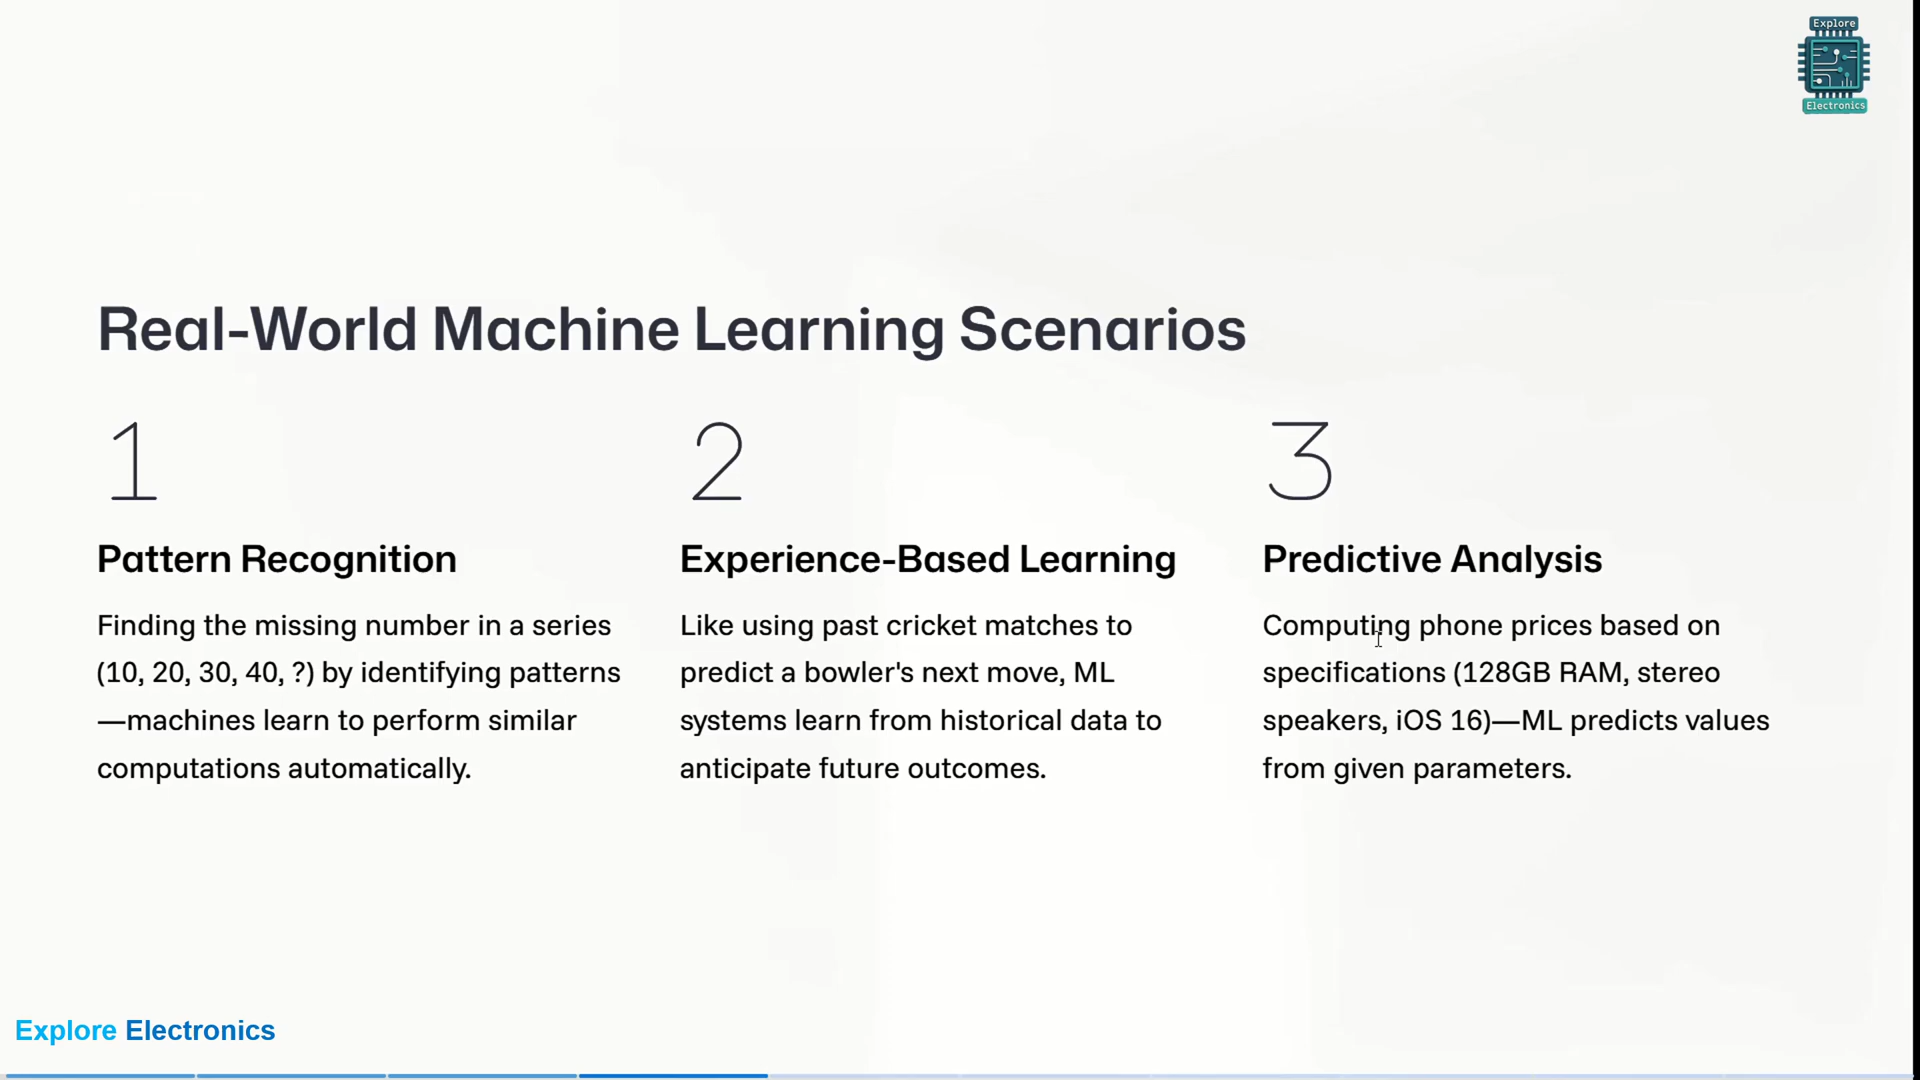 Explore
Electronics
Real-World Machine Learning Scenarios
1
Pattern Recognition
Finding the missing number in a series
(10, 20, 30, 40, ?) by identifying patterns
—machines learn to perform similar
computations automatically.
2
Experience-Based Learning
Like using past cricket matches to
predict a bowler's next move, ML
systems learn from historical data to
anticipate future outcomes.
3
Predictive Analysis
Computing phone prices based on
specifications (128GB RAM, stereo
speakers, iOS 16)—ML predicts values
from given parameters.
Explore Electronics